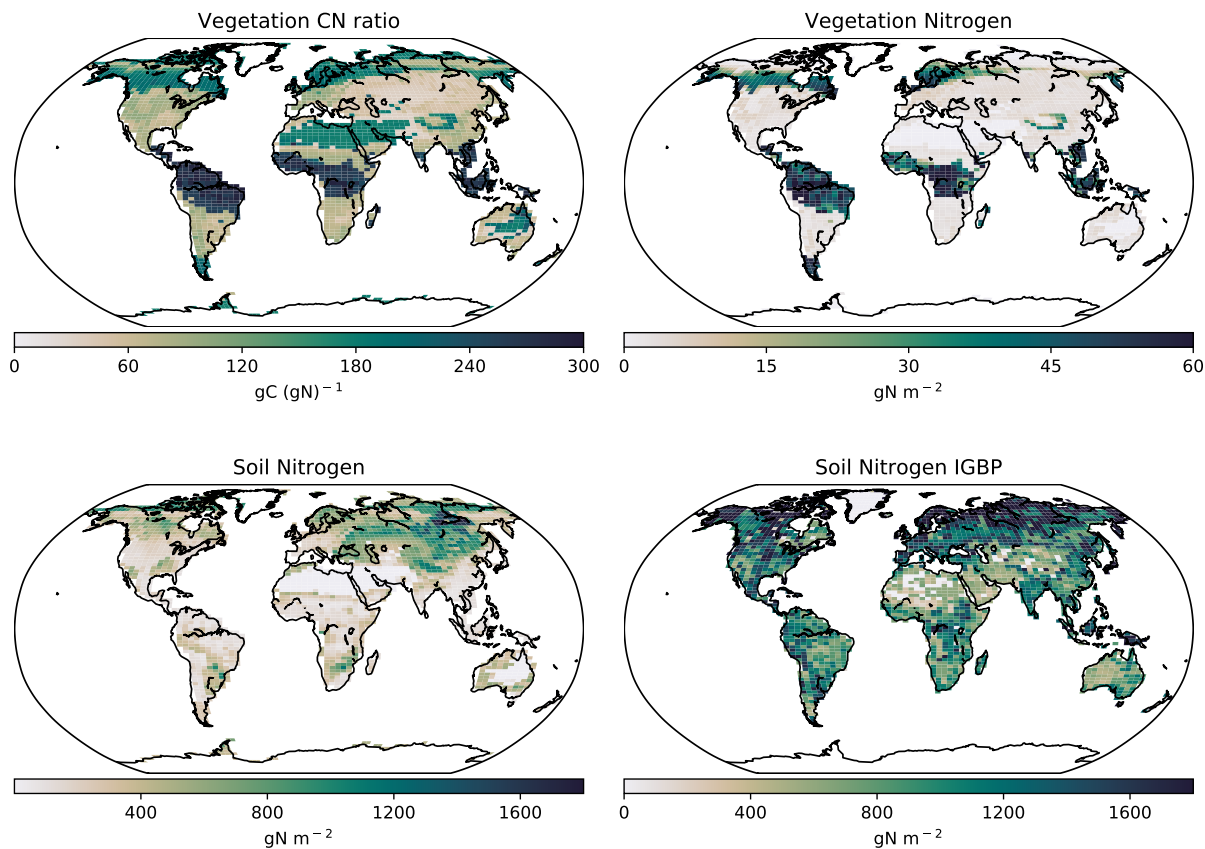 Vegetation CN ratio
Vegetation Nitrogen
0 60 120 180 240 300
gC (gN)⁻¹
0 15 30 45 60
gN m⁻²
Soil Nitrogen
Soil Nitrogen IGBP
400 800 1200 1600
gN m⁻²
0 400 800 1200 1600
gN m⁻²